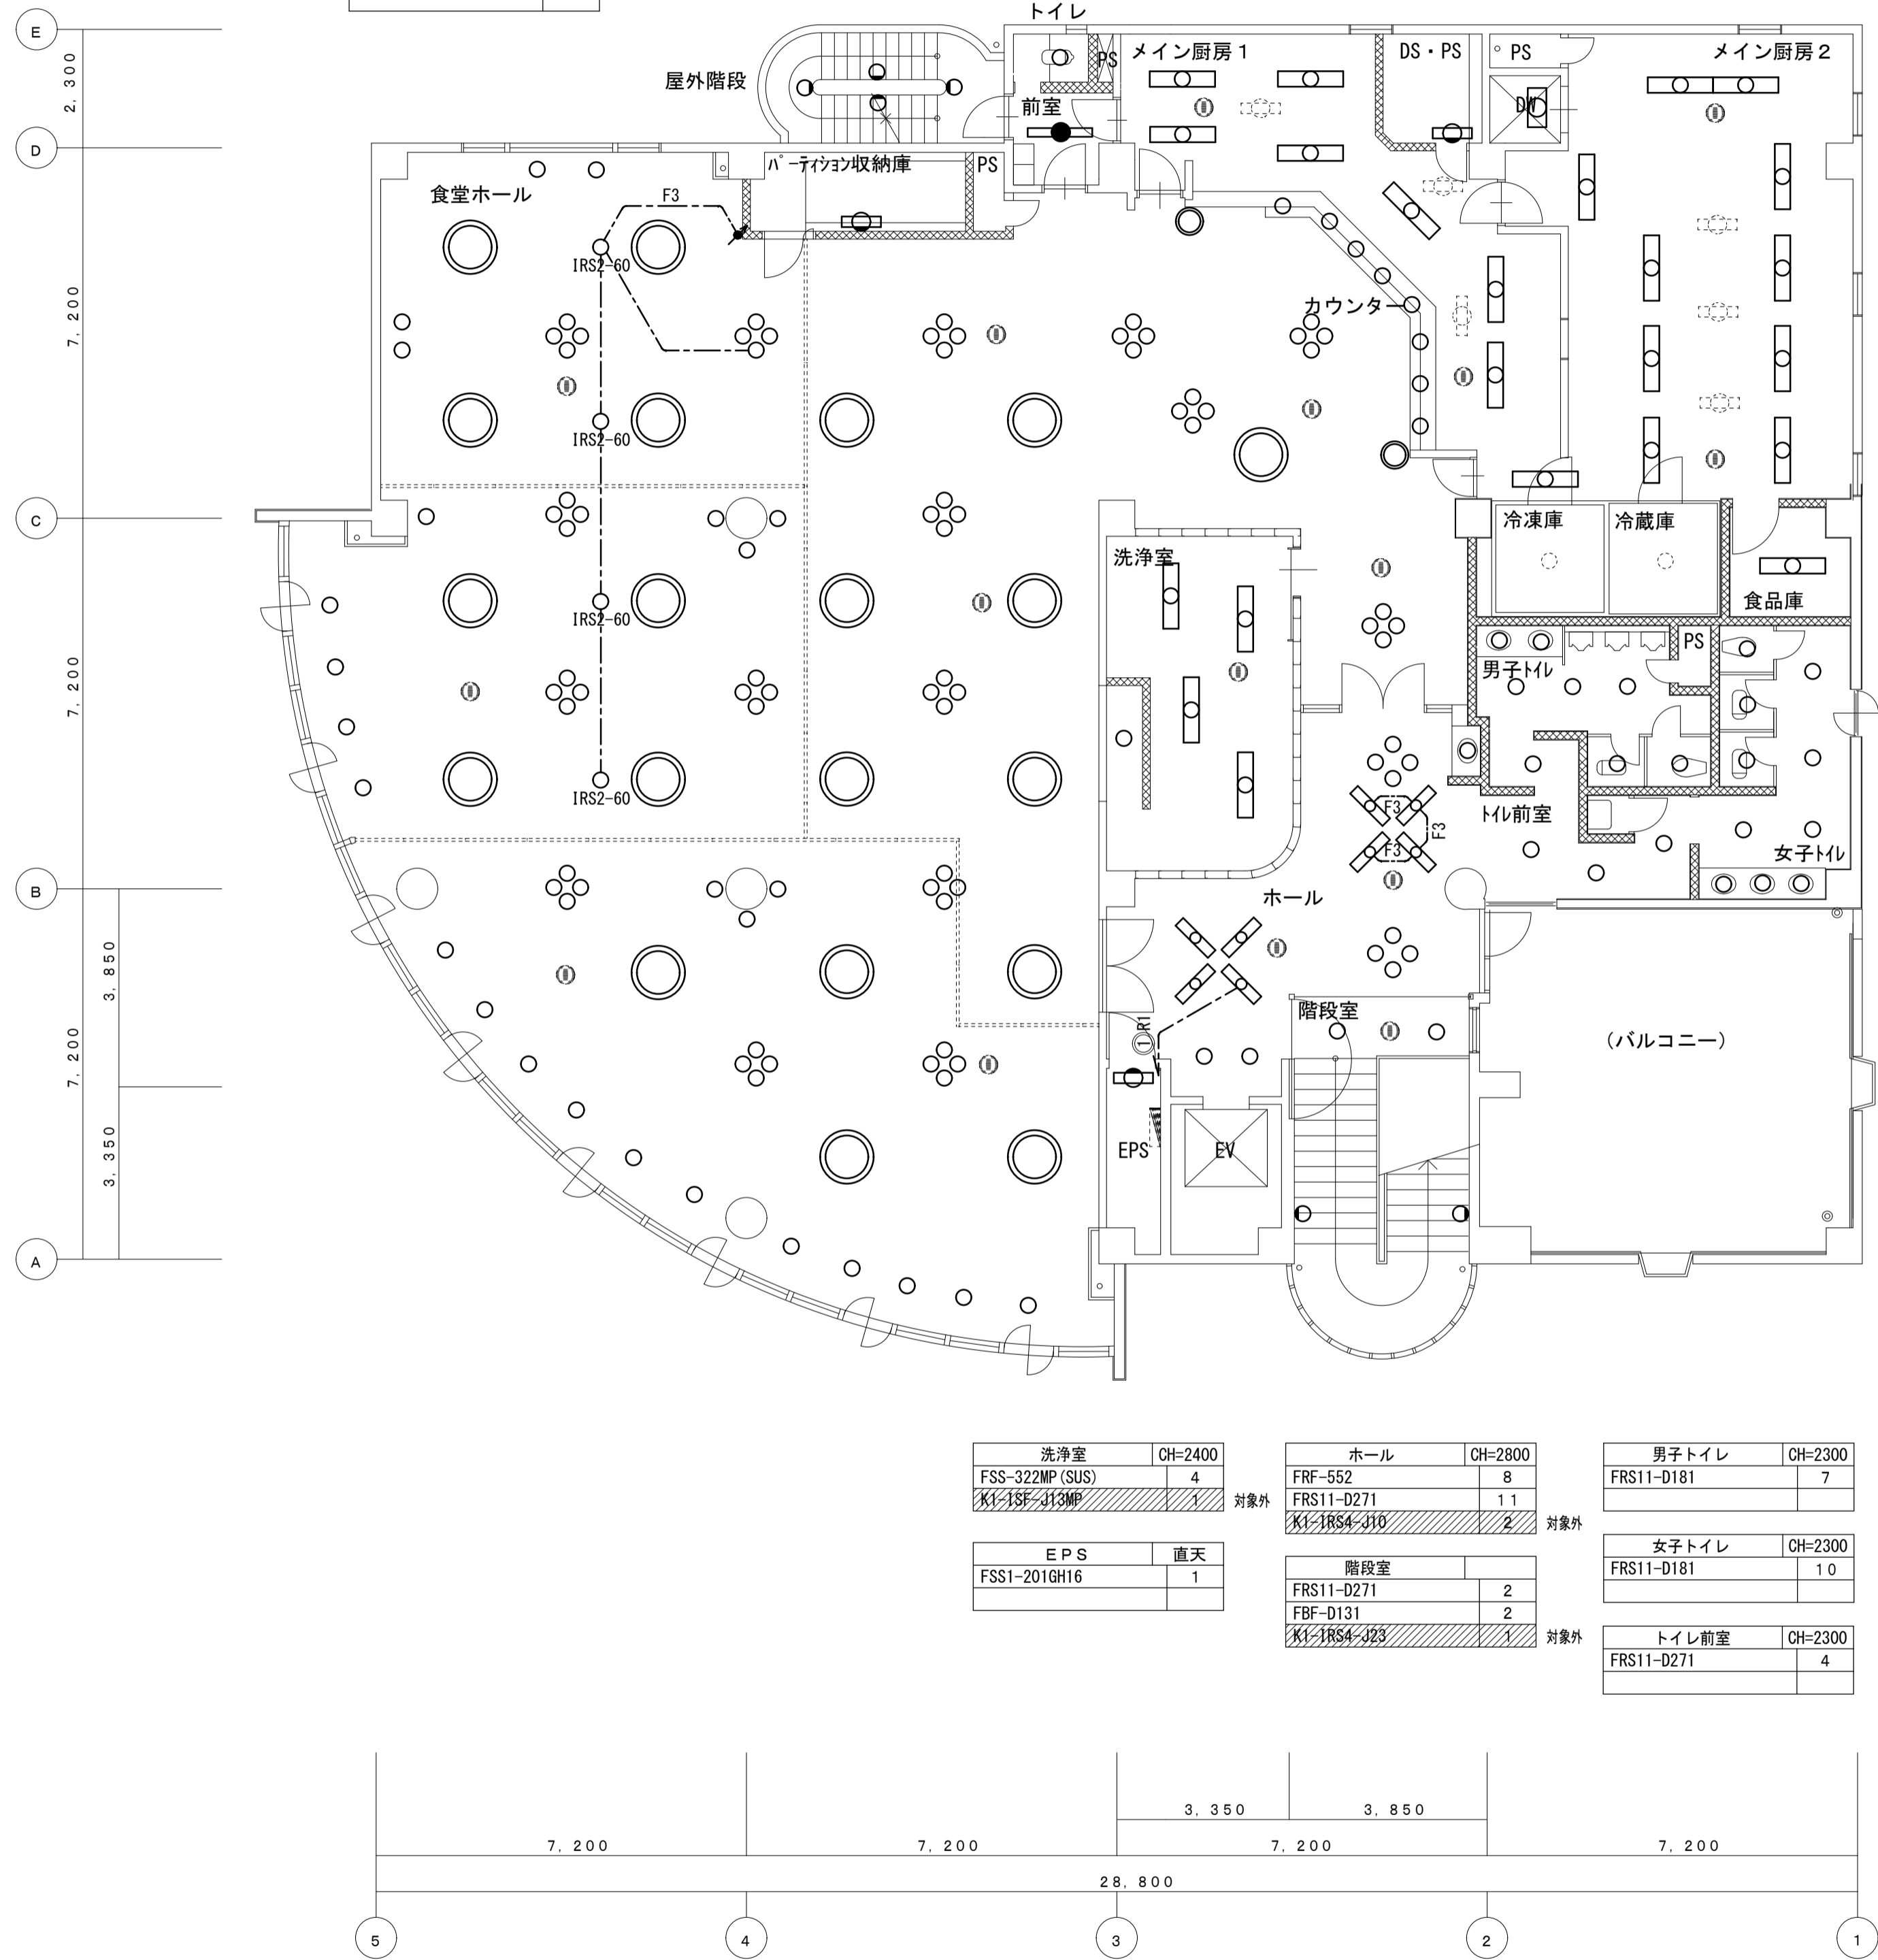 トイレ
E
2,300
屋外階段
PS
メイン厨房1
DS・PS
PS
メイン厨房2
前室
DW
D
食堂ホール
パーティション収納庫
PS
F3
IRS2-60
7,200
カウンター
IRS2-60
C
冷凍庫
冷蔵庫
洗浄室
食品庫
IRS2-60
男子トイレ
PS
7,200
IRS2-60
F3
F3
F3
トイレ前室
女子トイレ
B
ホール
3,850
7,200
1R1
階段室
(バルコニー)
3,350
EPS
EV
A
洗浄室 CH=2400
FSS-322MP(SUS) 4
K1-ISF-J13MP 1 対象外
EPS 直天
FSS1-201GH16 1
ホール CH=2800
FRF-552 8
FRS11-D271 11
K1-IRS4-J10 2 対象外
階段室
FRS11-D271 2
FBF-D131 2
K1-IRS4-J23 1 対象外
男子トイレ CH=2300
FRS11-D181 7
女子トイレ CH=2300
FRS11-D181 10
トイレ前室 CH=2300
FRS11-D271 4
3,350 3,850
7,200 7,200 7,200 7,200
28,800
5 4 3 2 1